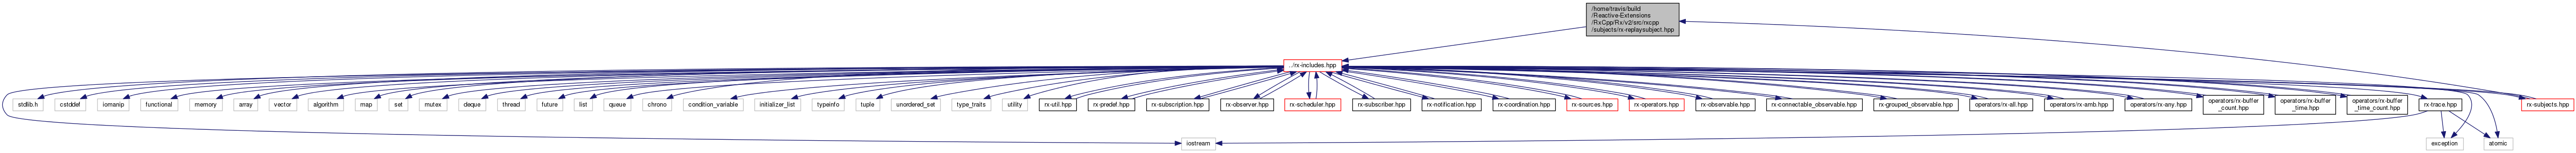 /home/travis/build
/Reactive-Extensions
/RxCpp/Rx/v2/src/rxcpp
/subjects/rx-replaysubject.hpp
../rx-includes.hpp
stdlib.h
cstddef
iomanip
functional
memory
array
vector
algorithm
map
set
mutex
deque
thread
future
list
queue
chrono
condition_variable
initializer_list
typeinfo
tuple
unordered_set
type_traits
utility
rx-util.hpp
rx-predef.hpp
rx-subscription.hpp
rx-observer.hpp
rx-scheduler.hpp
rx-subscriber.hpp
rx-notification.hpp
rx-coordination.hpp
rx-sources.hpp
rx-operators.hpp
rx-observable.hpp
rx-connectable_observable.hpp
rx-grouped_observable.hpp
operators/rx-all.hpp
operators/rx-amb.hpp
operators/rx-any.hpp
operators/rx-buffer
_count.hpp
operators/rx-buffer
_time.hpp
operators/rx-buffer
_time_count.hpp
rx-trace.hpp
rx-subjects.hpp
iostream
exception
atomic